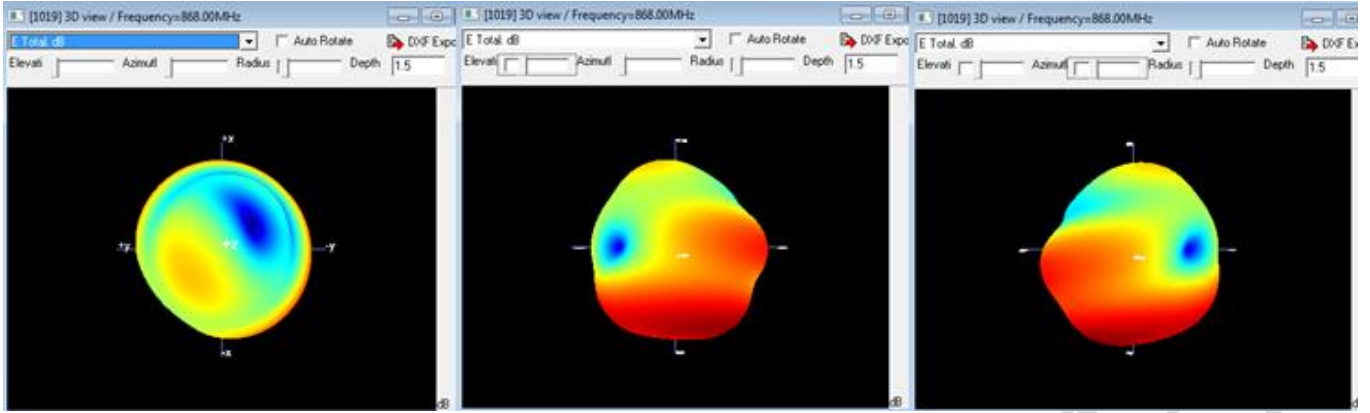 [1019] 3D view / Frequency=868.00MHz
E Total. dB
Auto Rotate
DXF Expo
Elevati
Azimutl
Radius
Depth
1.5
+x
+y
+z
-y
-x
dB
[1019] 3D view / Frequency=868.00MHz
E Total. dB
Auto Rotate
DXF Expo
Elevati
Azimutl
Radius
Depth
1.5
dB
[1019] 3D view / Frequency=868.00MHz
E Total. dB
Auto Rotate
DXF Ex
Elevati
Azimutl
Radius
Depth
1.5